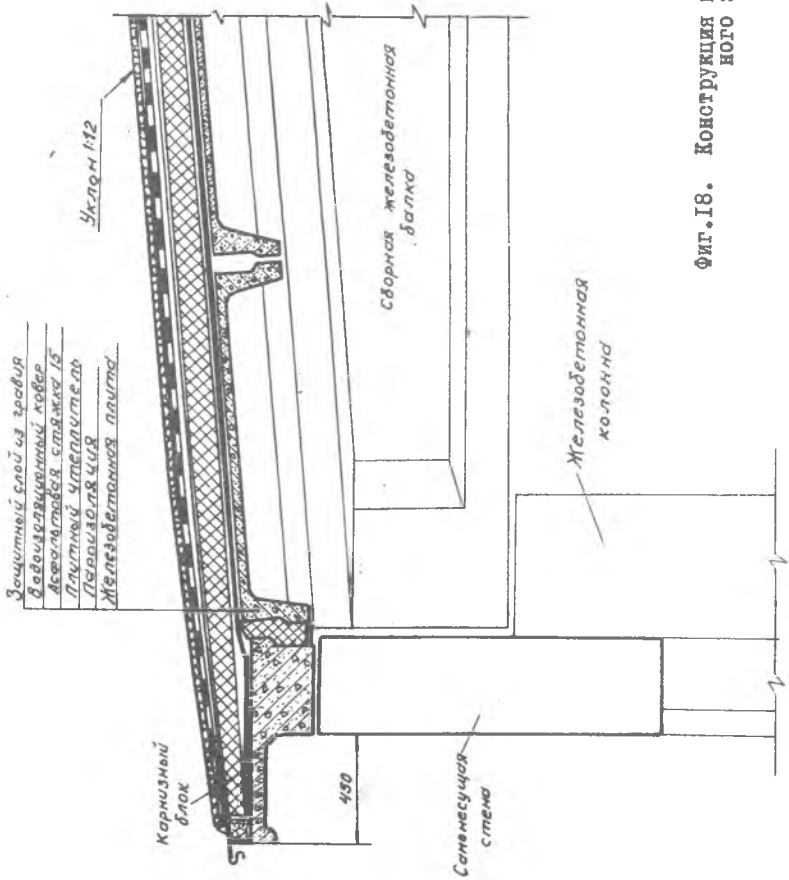 Защитный слой из гравия
Водоизоляционный ковер
Асфальтовая стяжка 15
Плитный утеплитель
Пароизоляция
Железобетонная плита
Уклон 1:12
Карнизный
блок
Сборная железобетонная
балка
Железобетонная
колонна
Самонесущая
стена
450
Фиг.18. Конструкция
ного